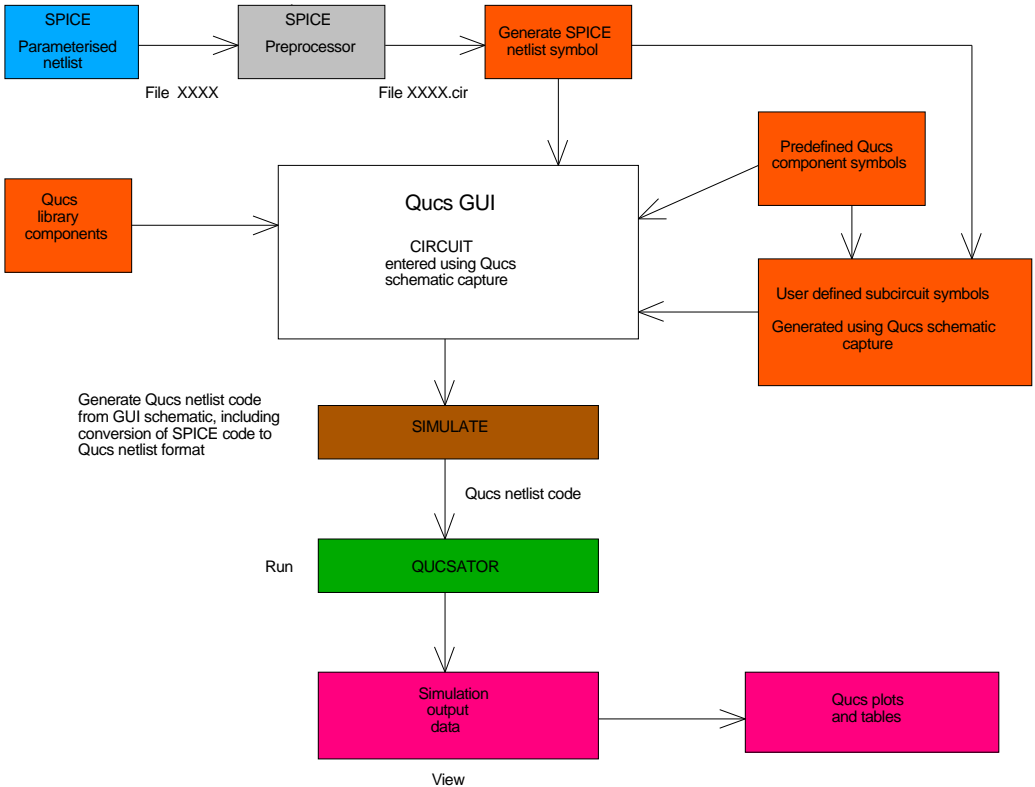 SPICE
Parameterised
netlist
SPICE
Preprocessor
Generate SPICE
netlist symbol
File  XXXX
File XXXX.cir
Predefined Qucs
component symbols
Qucs
library
components
Qucs GUI
CIRCUIT
entered using Qucs
schematic capture
User defined subcircuit symbols
Generated using Qucs schematic
capture
Generate Qucs netlist code
from GUI schematic, including
conversion of SPICE code to
Qucs netlist format
SIMULATE
Qucs netlist code
Run
QUCSATOR
Simulation
output
data
Qucs plots
and tables
View